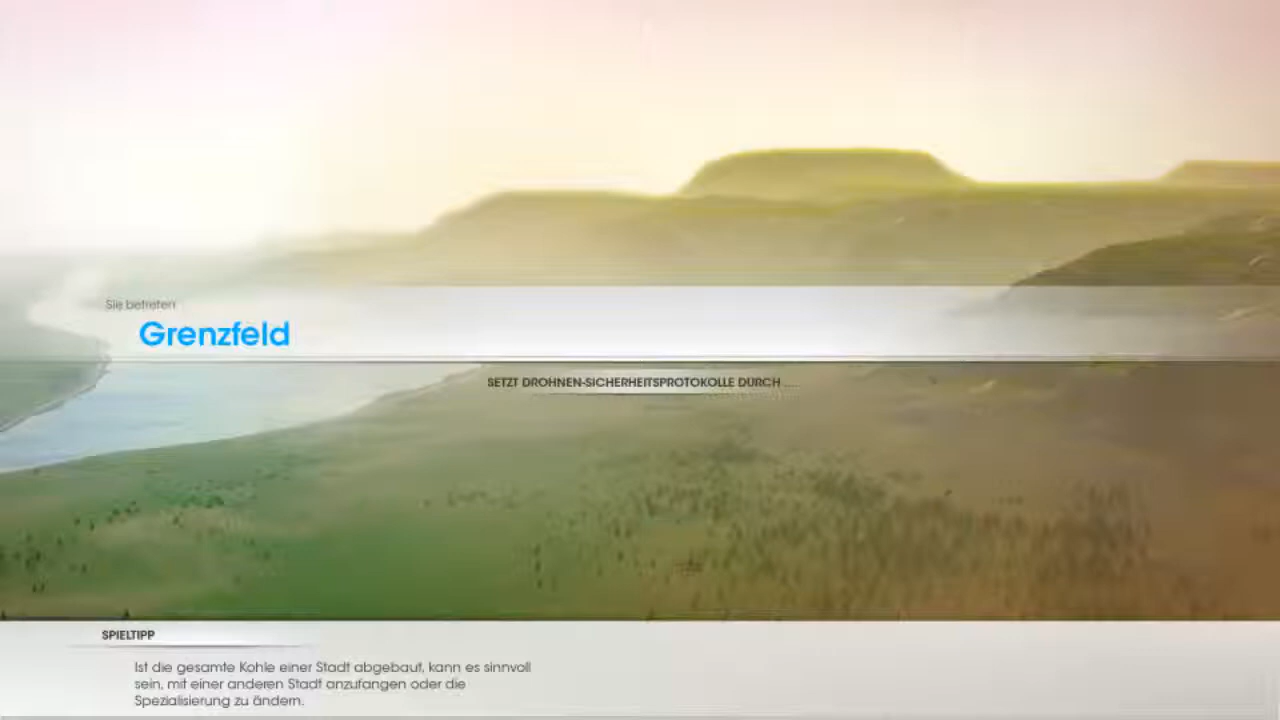 Sie betreten
Grenzfeld
SETZT DROHNEN-SICHERHEITSPROTOKOLLE DURCH ....
SPIELTIPP
Ist die gesamte Kohle einer Stadt abgebaut, kann es sinnvoll
sein, mit einer anderen Stadt anzufangen oder die
Spezialisierung zu ändern.